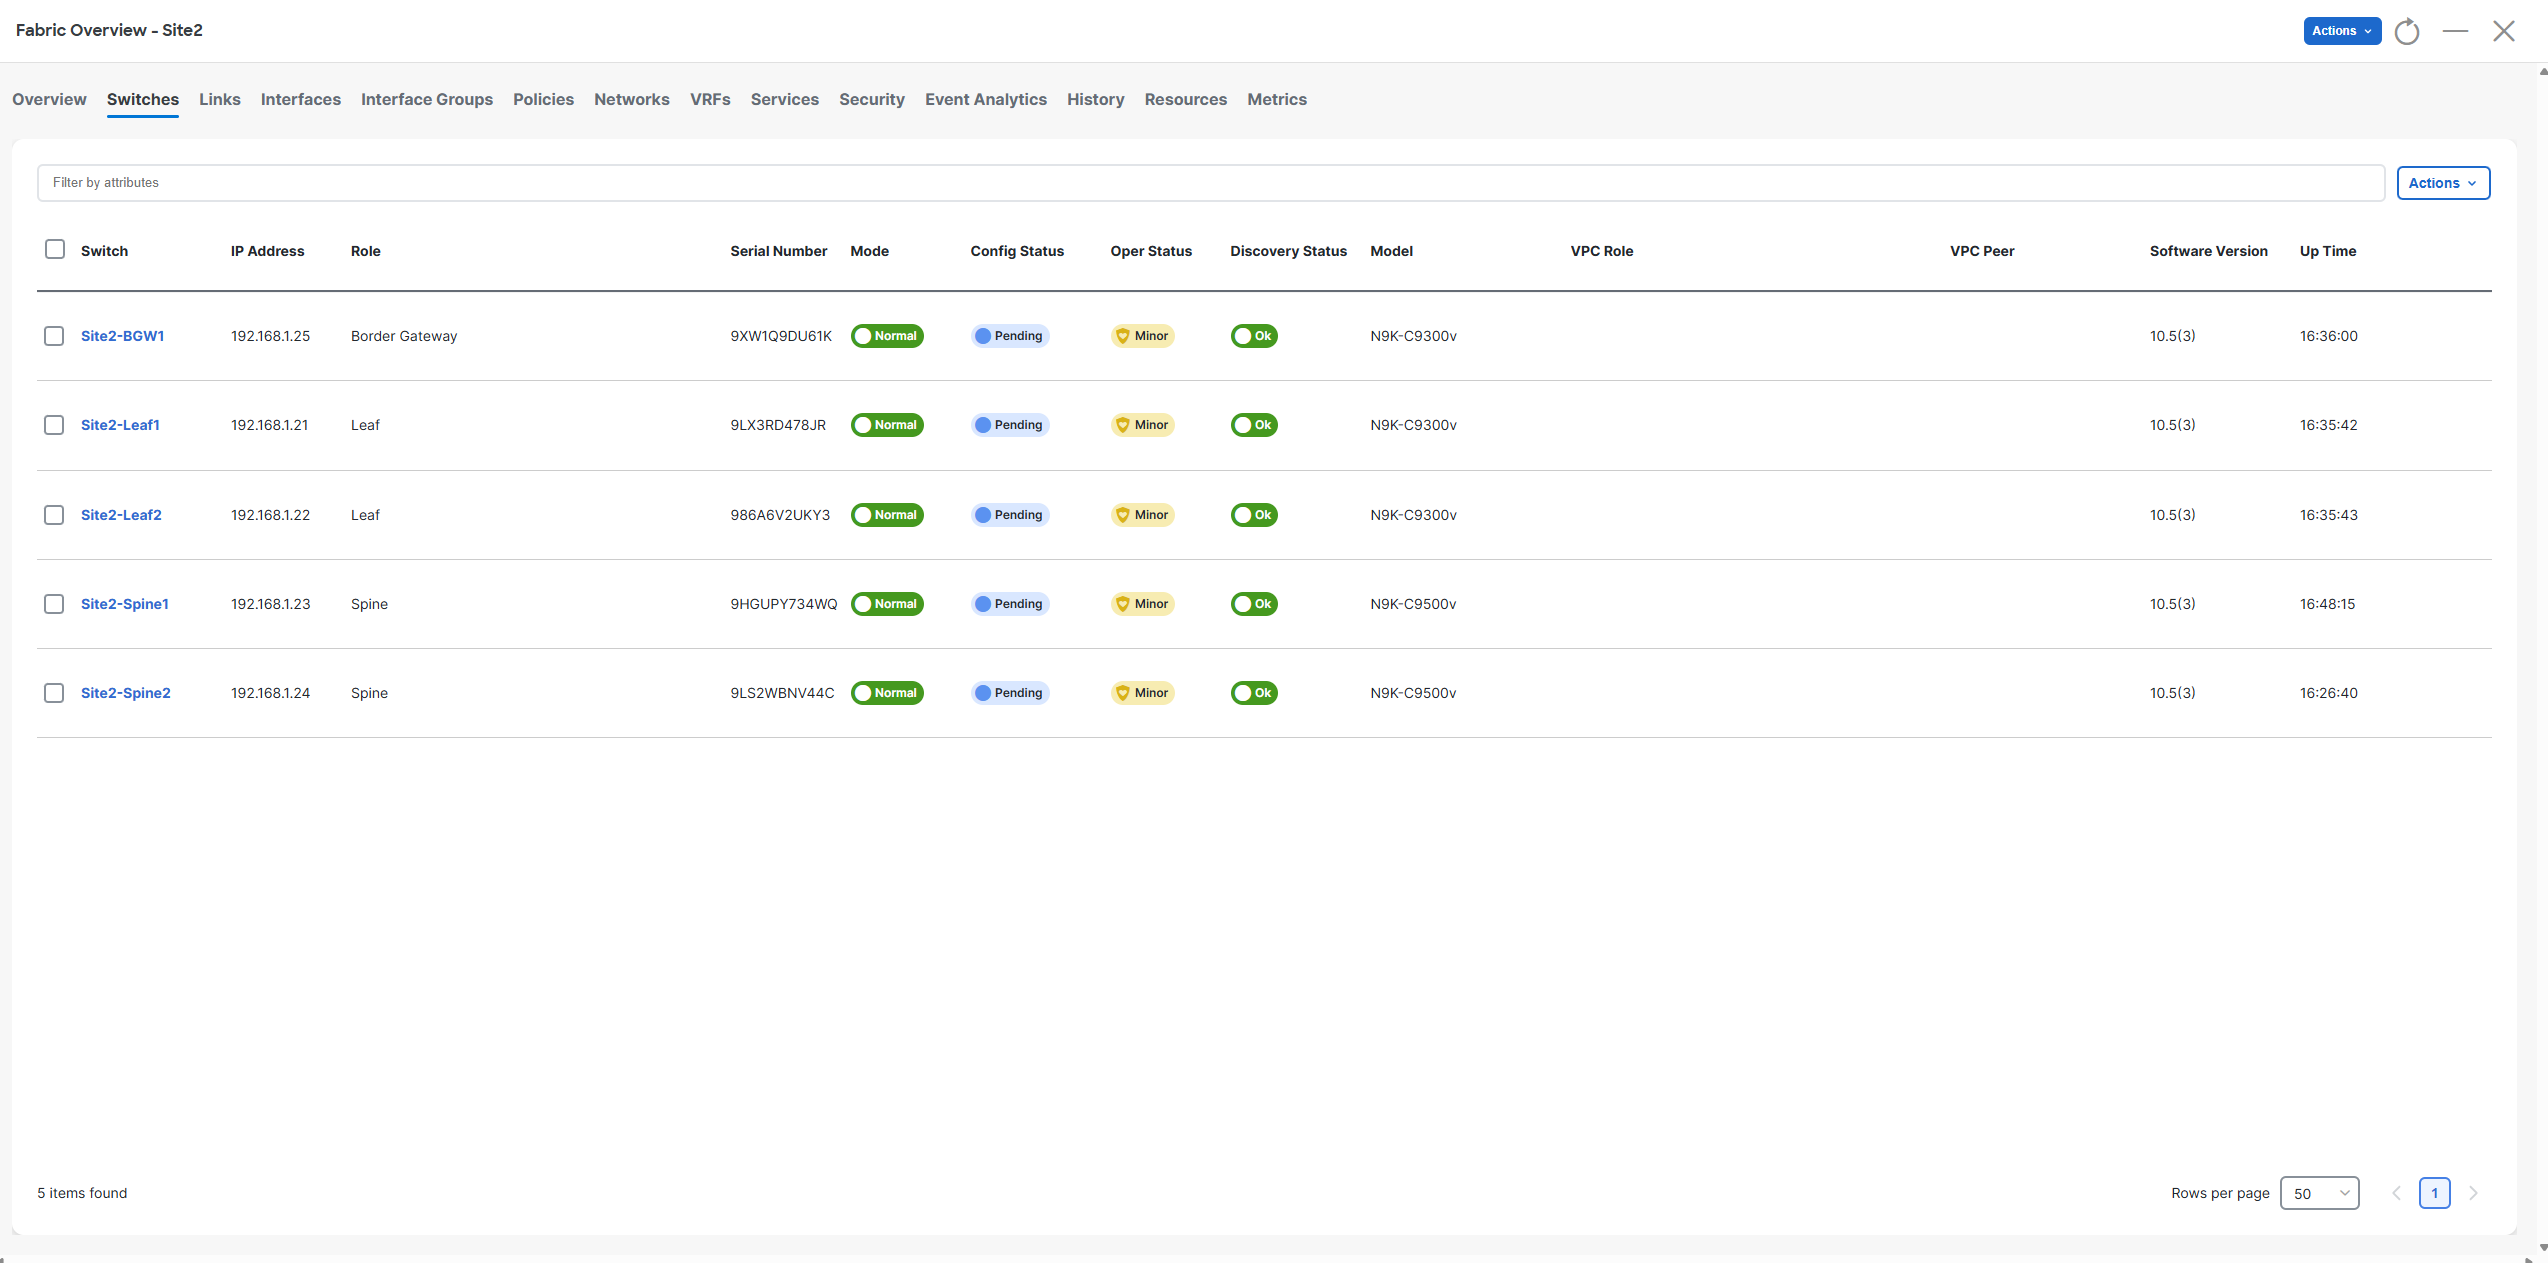 Fabric Overview - Site2 Actions
Overview Switches Links Interfaces Interface Groups Policies Networks VRFs Services Security Event Analytics History Resources Metrics
Filter by attributes Actions
Switch IP Address Role Serial Number Mode Config Status Oper Status Discovery Status Model VPC Role VPC Peer Software Version Up Time
Site2-BGW1 192.168.1.25 Border Gateway 9XW1Q9DU61K Normal Pending Minor Ok N9K-C9300v 10.5(3) 16:36:00
Site2-Leaf1 192.168.1.21 Leaf 9LX3RD478JR Normal Pending Minor Ok N9K-C9300v 10.5(3) 16:35:42
Site2-Leaf2 192.168.1.22 Leaf 986A6V2UKY3 Normal Pending Minor Ok N9K-C9300v 10.5(3) 16:35:43
Site2-Spine1 192.168.1.23 Spine 9HGUPY734WQ Normal Pending Minor Ok N9K-C9500v 10.5(3) 16:48:15
Site2-Spine2 192.168.1.24 Spine 9LS2WBNV44C Normal Pending Minor Ok N9K-C9500v 10.5(3) 16:26:40
5 items found Rows per page 50 1